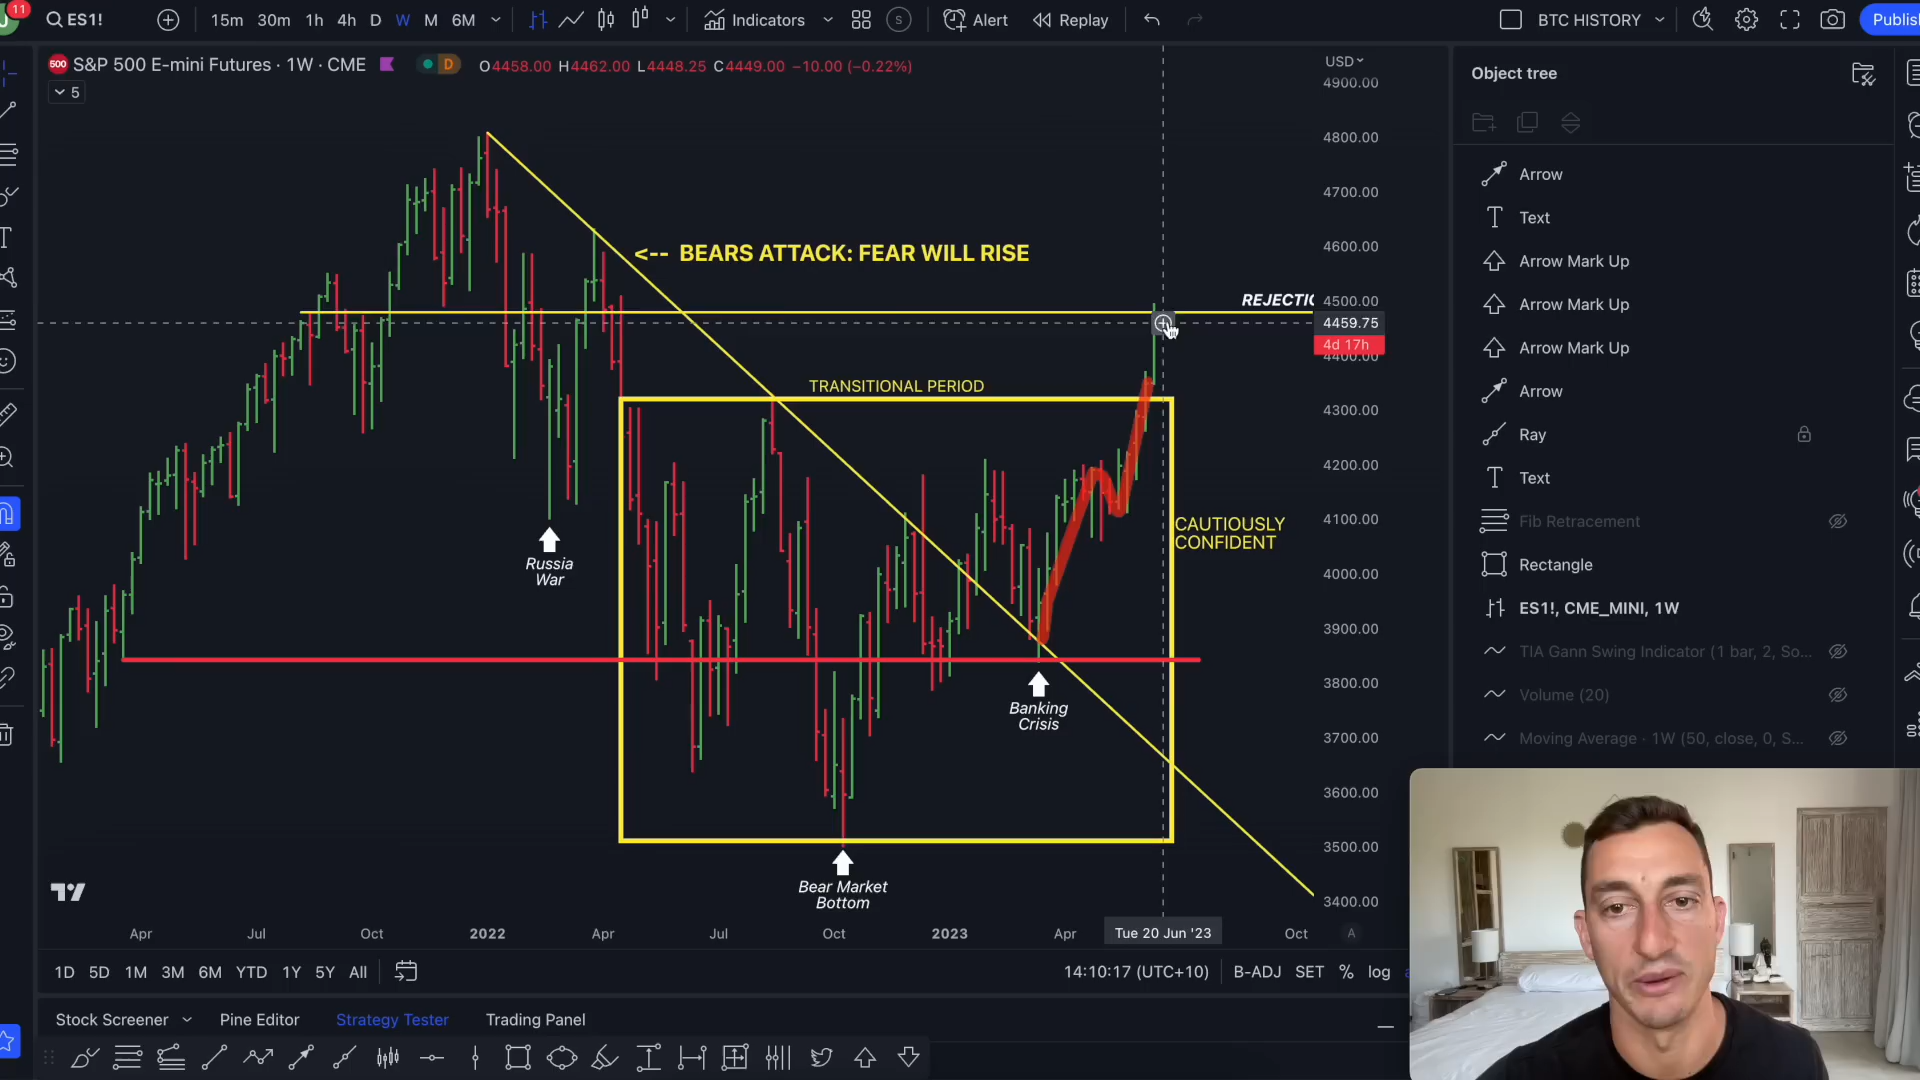 11
ES1!
15m 30m 1h 4h D W M 6M
Indicators
S
Alert
Replay
BTC HISTORY
Publish
500 S&P 500 E-mini Futures · 1W · CME
D
O4458.00 H4462.00 L4448.25 C4449.00 −10.00 (−0.22%)
5
USD
4900.00
4800.00
4700.00
4600.00
4500.00
4459.75
4d 17h
4400.00
4300.00
4200.00
4100.00
4000.00
3900.00
3800.00
3700.00
3600.00
3500.00
3400.00
<-- BEARS ATTACK: FEAR WILL RISE
REJECTIO
TRANSITIONAL PERIOD
CAUTIOUSLY
CONFIDENT
Russia
War
Banking
Crisis
Bear Market
Bottom
Apr Jul Oct 2022 Apr Jul Oct 2023 Apr Tue 20 Jun '23 Oct A
1D 5D 1M 3M 6M YTD 1Y 5Y All
14:10:17 (UTC+10) B-ADJ SET % log
Stock Screener Pine Editor Strategy Tester Trading Panel
Object tree
Arrow
Text
Arrow Mark Up
Arrow Mark Up
Arrow Mark Up
Arrow
Ray
Text
Fib Retracement
Rectangle
ES1!, CME_MINI, 1W
TIA Gann Swing Indicator (1 bar, 2, So...
Volume (20)
Moving Average · 1W (50, close, 0, S...